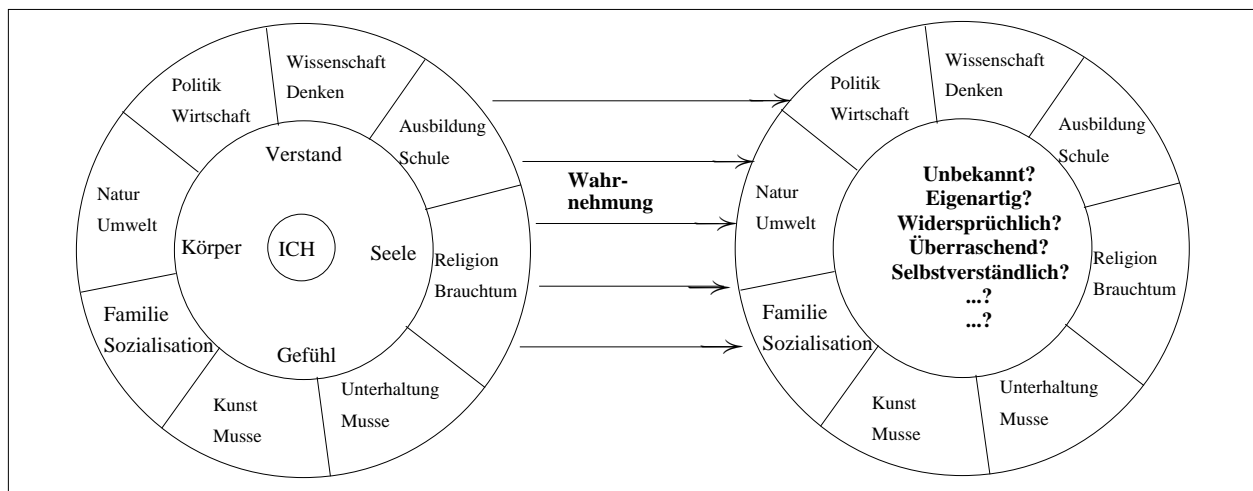 Wissenschaft
Denken
Politik
Wirtschaft
Ausbildung
Schule
Verstand
Natur
Umwelt
Körper
ICH
Seele
Religion
Brauchtum
Familie
Sozialisation
Gefühl
Unterhaltung
Musse
Kunst
Musse
Wahr-
nehmung
Wissenschaft
Denken
Politik
Wirtschaft
Ausbildung
Schule
Natur
Umwelt
Unbekannt?
Eigenartig?
Widersprüchlich?
Überraschend?
Selbstverständlich?
...?
...?
Religion
Brauchtum
Familie
Sozialisation
Unterhaltung
Musse
Kunst
Musse